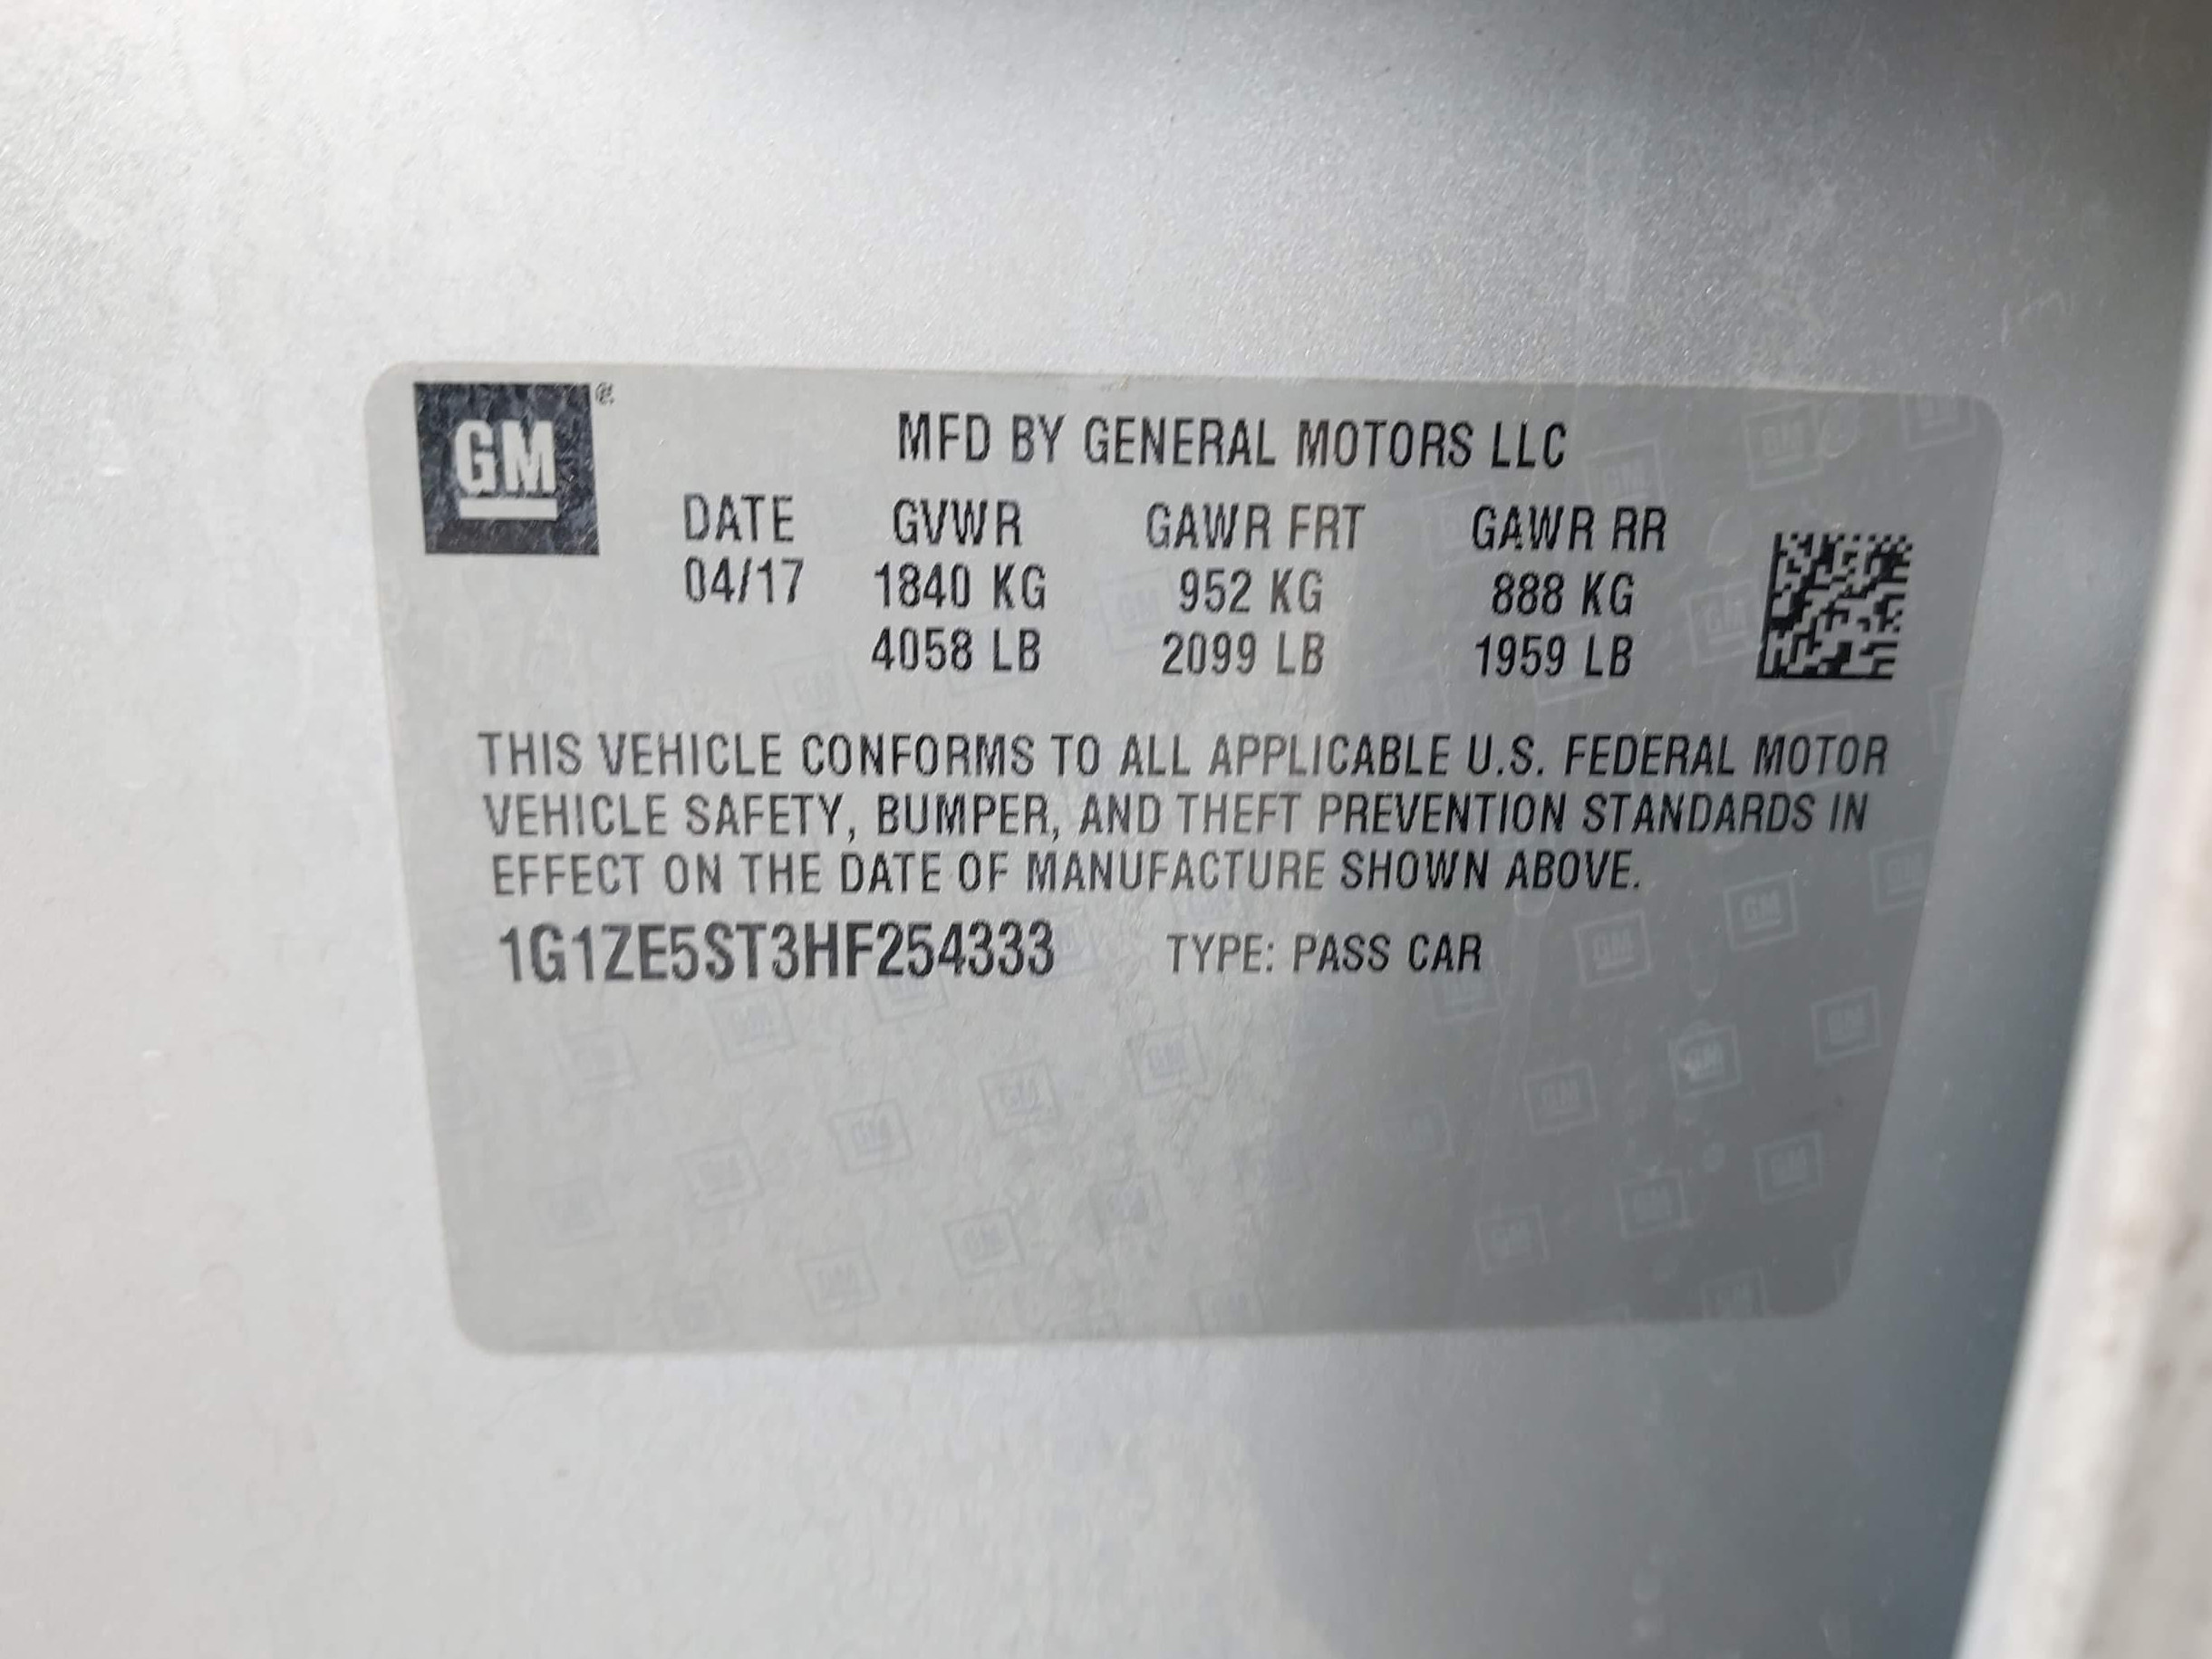 GM
MFD BY GENERAL MOTORS LLC
DATE GVWR GAWR FRT GAWR RR
04/17 1840 KG 952 KG 888 KG
4058 LB 2099 LB 1959 LB
THIS VEHICLE CONFORMS TO ALL APPLICABLE U.S. FEDERAL MOTOR
VEHICLE SAFETY, BUMPER, AND THEFT PREVENTION STANDARDS IN
EFFECT ON THE DATE OF MANUFACTURE SHOWN ABOVE.
1G1ZE5ST3HF254333 TYPE: PASS CAR